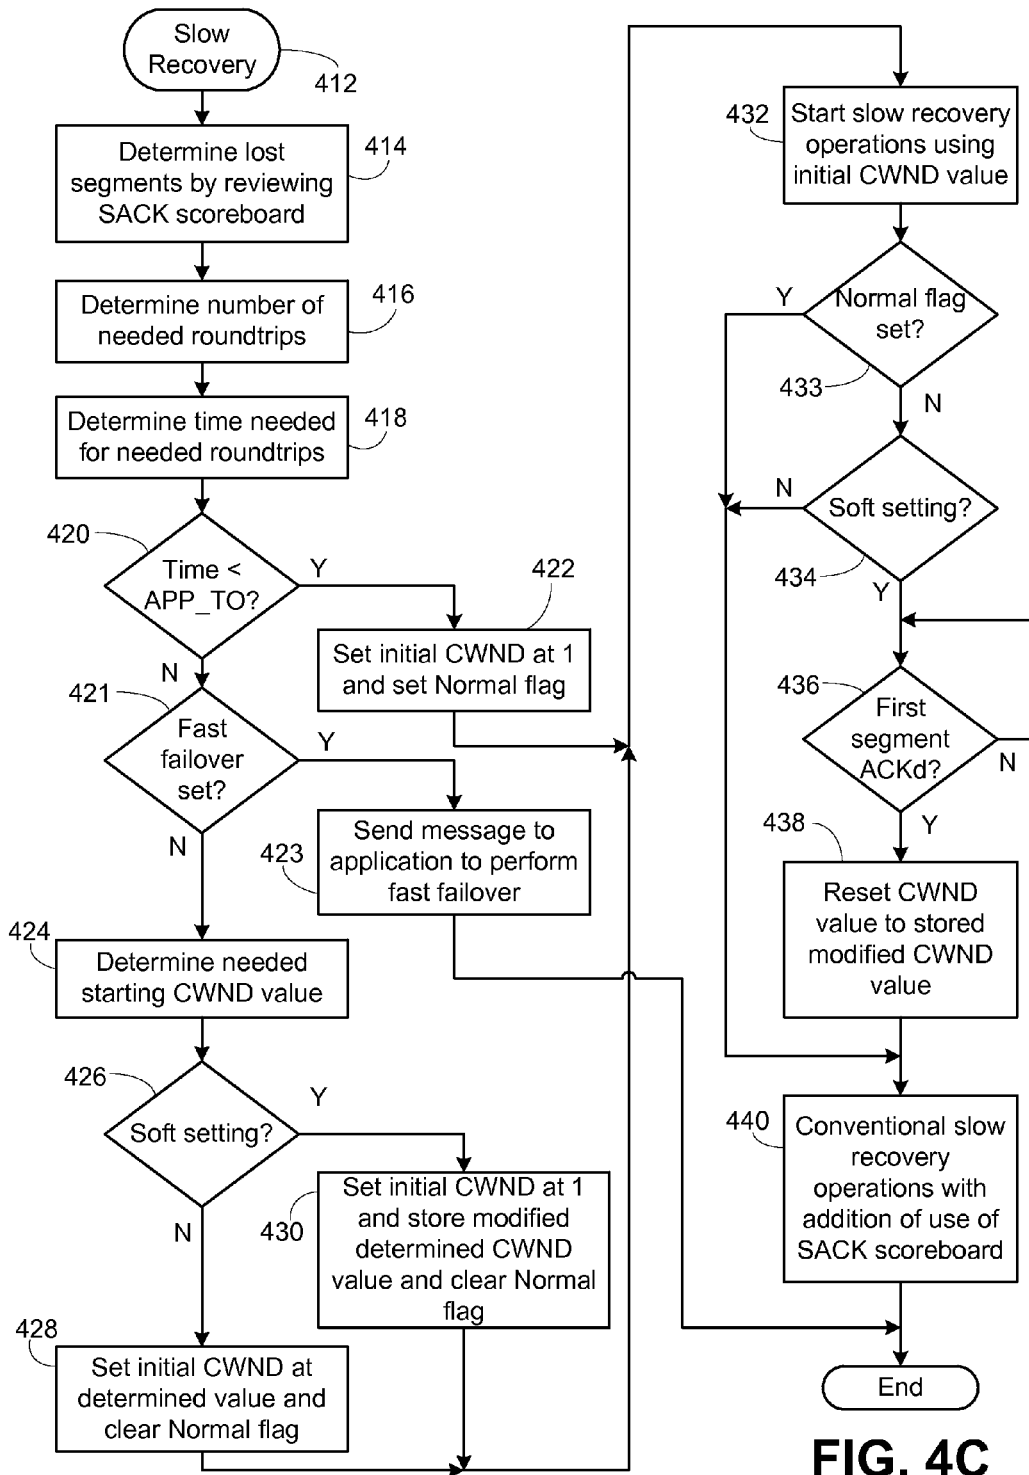 Slow
Recovery
412
Determine lost
segments by reviewing
SACK scoreboard
414
Determine number of
needed roundtrips
416
Determine time needed
for needed roundtrips
418
420
Time <
APP_TO?
Y
N
422
Set initial CWND at 1
and set Normal flag
421
Fast
failover
set?
Y
N
423
Send message to
application to perform
fast failover
424
Determine needed
starting CWND value
426
Soft setting?
Y
N
430
Set initial CWND at 1
and store modified
determined CWND
value and clear Normal
flag
428
Set initial CWND at
determined value and
clear Normal flag
432
Start slow recovery
operations using
initial CWND value
Y
Normal flag
set?
433
N
N
Soft setting?
434
Y
436
First
segment
ACKd?
N
Y
438
Reset CWND
value to stored
modified CWND
value
440
Conventional slow
recovery
operations with
addition of use of
SACK scoreboard
End
FIG. 4C